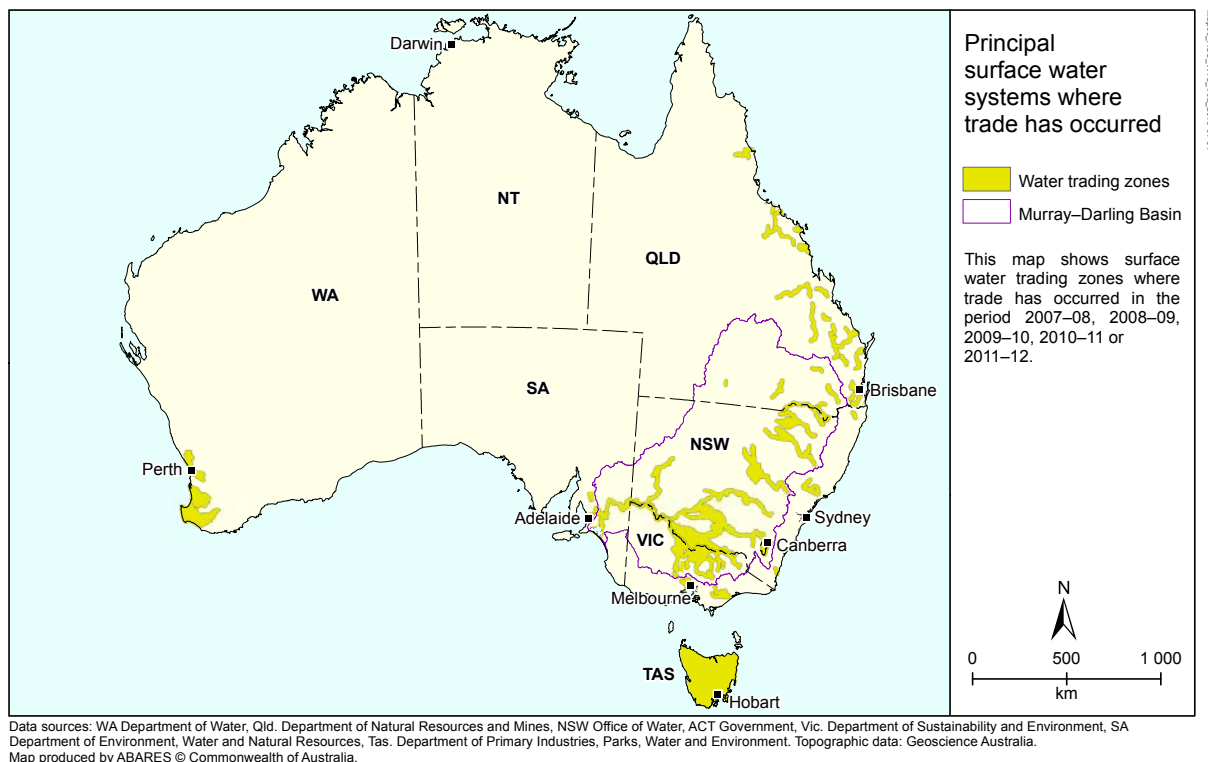 Darwin
NT
QLD
WA
SA
Brisbane
NSW
Perth
Adelaide
Sydney
VIC
Canberra
Melbourne
TAS
Hobart
Principal
surface water
systems where
trade has occurred
Water trading zones
Murray–Darling Basin
This map shows surface
water trading zones where
trade has occurred in the
period 2007–08, 2008–09,
2009–10, 2010–11 or
2011–12.
N
0 500 1 000
km
Data sources: WA Department of Water, Qld. Department of Natural Resources and Mines, NSW Office of Water, ACT Government, Vic. Department of Sustainability and Environment, SA
Department of Environment, Water and Natural Resources, Tas. Department of Primary Industries, Parks, Water and Environment. Topographic data: Geoscience Australia.
Map produced by ABARES © Commonwealth of Australia.